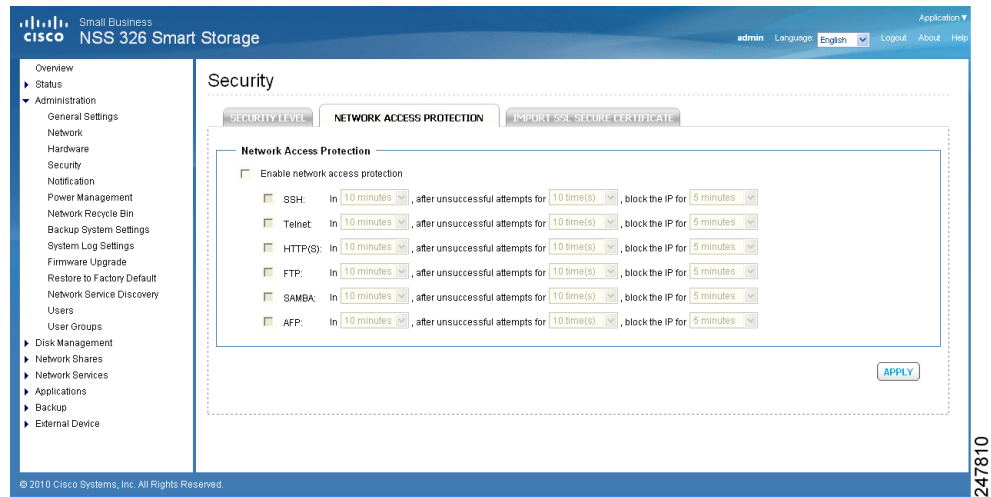 Small Business
CISCO NSS 326 Smart Storage
Application
admin Language: English Logout About Help
Overview
Status
Administration
General Settings
Network
Hardware
Security
Notification
Power Management
Network Recycle Bin
Backup System Settings
System Log Settings
Firmware Upgrade
Restore to Factory Default
Network Service Discovery
Users
User Groups
Disk Management
Network Shares
Network Services
Applications
Backup
External Device
Security
SECURITY LEVEL NETWORK ACCESS PROTECTION IMPORT SSL SECURE CERTIFICATE
Network Access Protection
Enable network access protection
SSH: In 10 minutes , after unsuccessful attempts for 10 time(s) , block the IP for 5 minutes
Telnet: In 10 minutes , after unsuccessful attempts for 10 time(s) , block the IP for 5 minutes
HTTP(S): In 10 minutes , after unsuccessful attempts for 10 time(s) , block the IP for 5 minutes
FTP: In 10 minutes , after unsuccessful attempts for 10 time(s) , block the IP for 5 minutes
SAMBA: In 10 minutes , after unsuccessful attempts for 10 time(s) , block the IP for 5 minutes
AFP: In 10 minutes , after unsuccessful attempts for 10 time(s) , block the IP for 5 minutes
APPLY
© 2010 Cisco Systems, Inc. All Rights Reserved.
247810